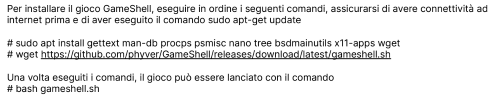 Per installare il gioco GameShell, eseguire in ordine i seguenti comandi, assicurarsi di avere connettività ad
internet prima e di aver eseguito il comando sudo apt-get update

# sudo apt install gettext man-db procps psmisc nano tree bsdmainutils x11-apps wget
# wget https://github.com/phyver/GameShell/releases/download/latest/gameshell.sh

Una volta eseguiti i comandi, il gioco può essere lanciato con il comando
# bash gameshell.sh